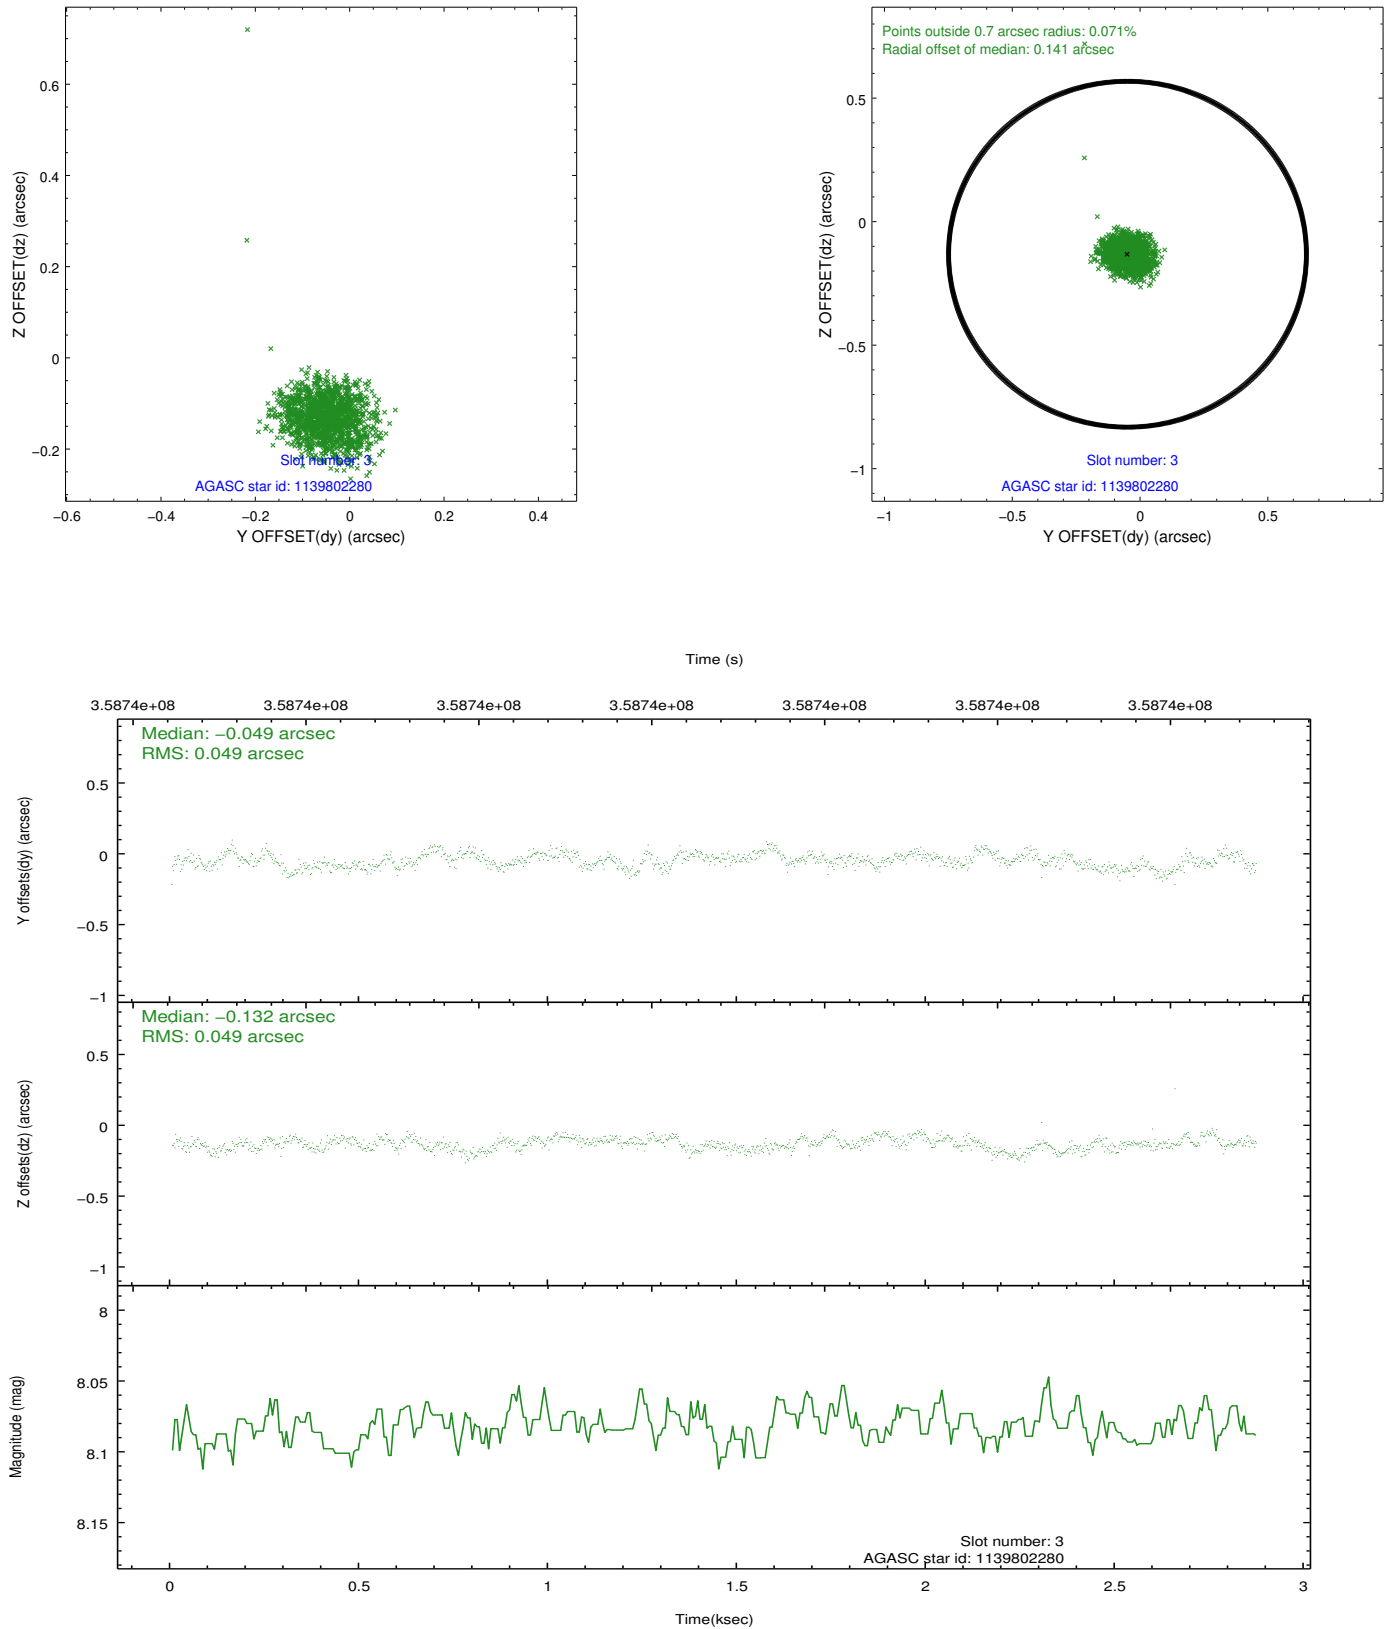 0.6
0.4
0.2
0
−0.2
Z OFFSET(dz) (arcsec)
Slot number: 3
AGASC star id: 1139802280
−0.6 −0.4 −0.2 0 0.2 0.4
Y OFFSET(dy) (arcsec)
Points outside 0.7 arcsec radius: 0.071%
Radial offset of median: 0.141 arcsec
0.5
0
−0.5
−1
Z OFFSET(dz) (arcsec)
Slot number: 3
AGASC star id: 1139802280
−1 −0.5 0 0.5
Y OFFSET(dy) (arcsec)
Time (s)
3.5874e+08 3.5874e+08 3.5874e+08 3.5874e+08 3.5874e+08 3.5874e+08 3.5874e+08
Median: −0.049 arcsec
RMS: 0.049 arcsec
0.5
0
−0.5
−1
Y offsets(dy) (arcsec)
Median: −0.132 arcsec
RMS: 0.049 arcsec
0.5
0
−0.5
−1
Z offsets(dz) (arcsec)
8
8.05
8.1
8.15
Magnitude (mag)
Slot number: 3
AGASC star id: 1139802280
0 0.5 1 1.5 2 2.5 3
Time(ksec)